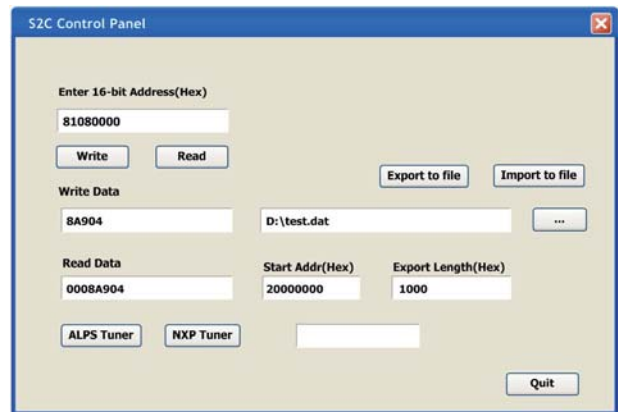 S2C Control Panel
Enter 16-bit Address(Hex)
81080000
Write Read
Export to file Import to file
Write Data
8A904 D:\test.dat ...
Read Data Start Addr(Hex) Export Length(Hex)
0008A904 20000000 1000
ALPS Tuner NXP Tuner
Quit